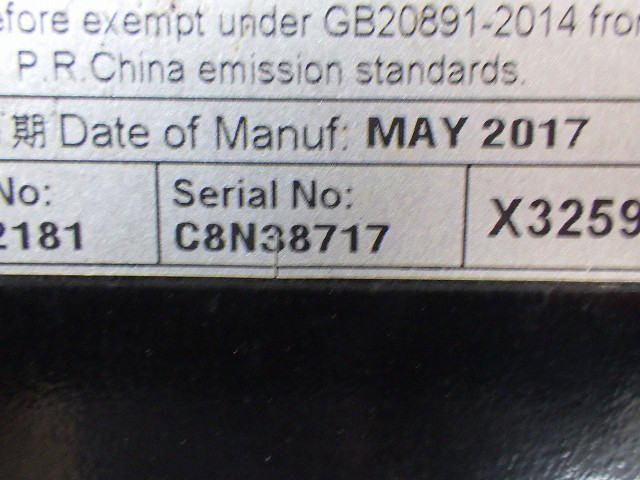 efore exempt under GB20891-2014 from
P.R.China emission standards.
期 Date of Manuf: MAY 2017
No: Serial No:
2181 C8N38717 X3259